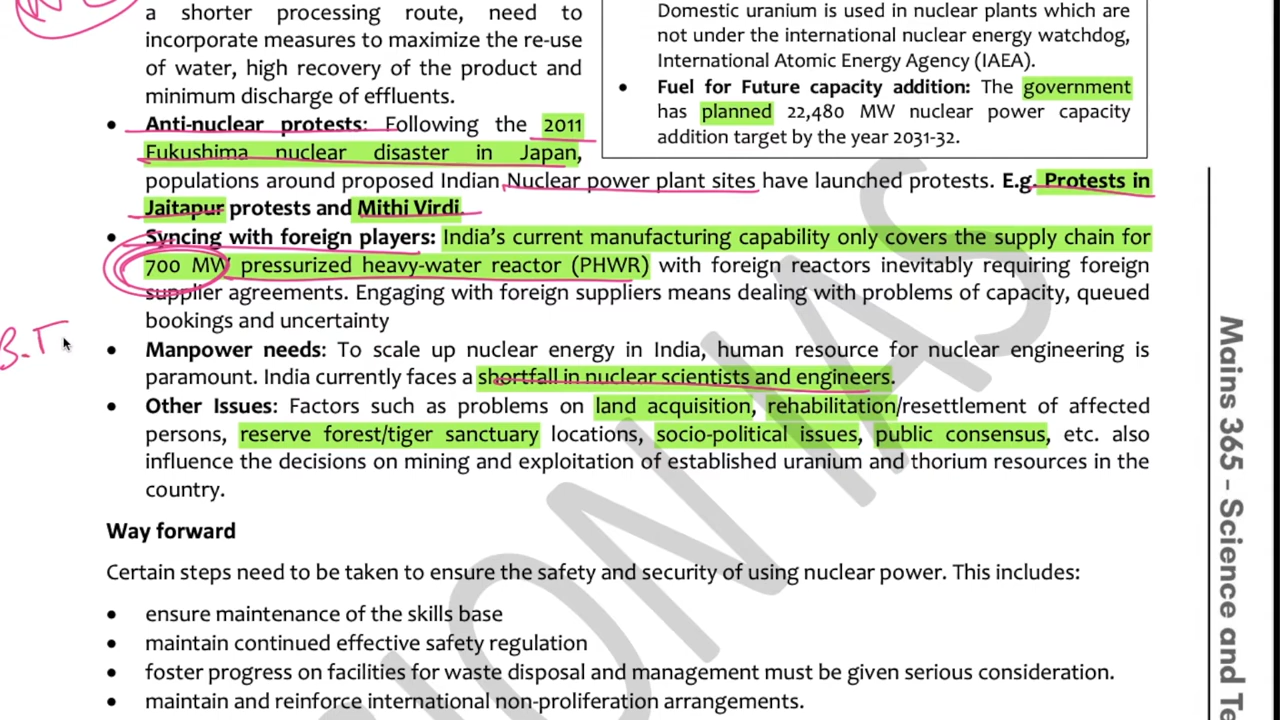 a shorter processing route, need to
incorporate measures to maximize the re-use
of water, high recovery of the product and
minimum discharge of effluents.
• Anti-nuclear protests: Following the 2011
Fukushima nuclear disaster in Japan,
Domestic uranium is used in nuclear plants which are
not under the international nuclear energy watchdog,
International Atomic Energy Agency (IAEA).
• Fuel for Future capacity addition: The government
has planned 22,480 MW nuclear power capacity
addition target by the year 2031-32.
populations around proposed Indian Nuclear power plant sites have launched protests. E.g. Protests in
Jaitapur protests and Mithi Virdi
• Syncing with foreign players: India's current manufacturing capability only covers the supply chain for
700 MW pressurized heavy-water reactor (PHWR) with foreign reactors inevitably requiring foreign
supplier agreements. Engaging with foreign suppliers means dealing with problems of capacity, queued
bookings and uncertainty
B.T
• Manpower needs: To scale up nuclear energy in India, human resource for nuclear engineering is
paramount. India currently faces a shortfall in nuclear scientists and engineers.
• Other Issues: Factors such as problems on land acquisition, rehabilitation/resettlement of affected
persons, reserve forest/tiger sanctuary locations, socio-political issues, public consensus, etc. also
influence the decisions on mining and exploitation of established uranium and thorium resources in the
country.
Way forward
Certain steps need to be taken to ensure the safety and security of using nuclear power. This includes:
• ensure maintenance of the skills base
• maintain continued effective safety regulation
• foster progress on facilities for waste disposal and management must be given serious consideration.
• maintain and reinforce international non-proliferation arrangements.
Mains 365 - Science and Te
ION IAS